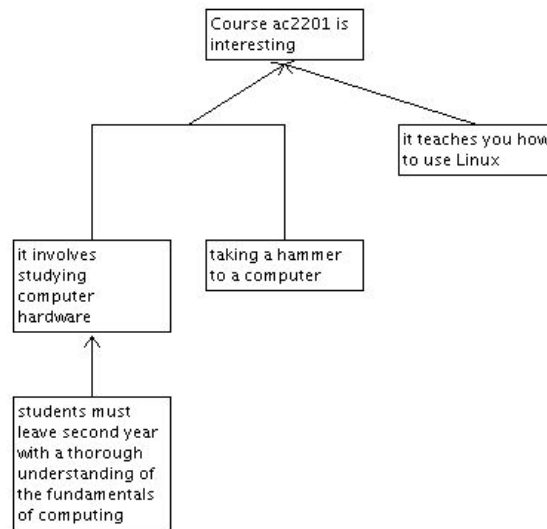 Course ac2201 is
interesting
it teaches you how
to use Linux
it involves
studying
computer
hardware
taking a hammer
to a computer
students must
leave second year
with a thorough
understanding of
the fundamentals
of computing